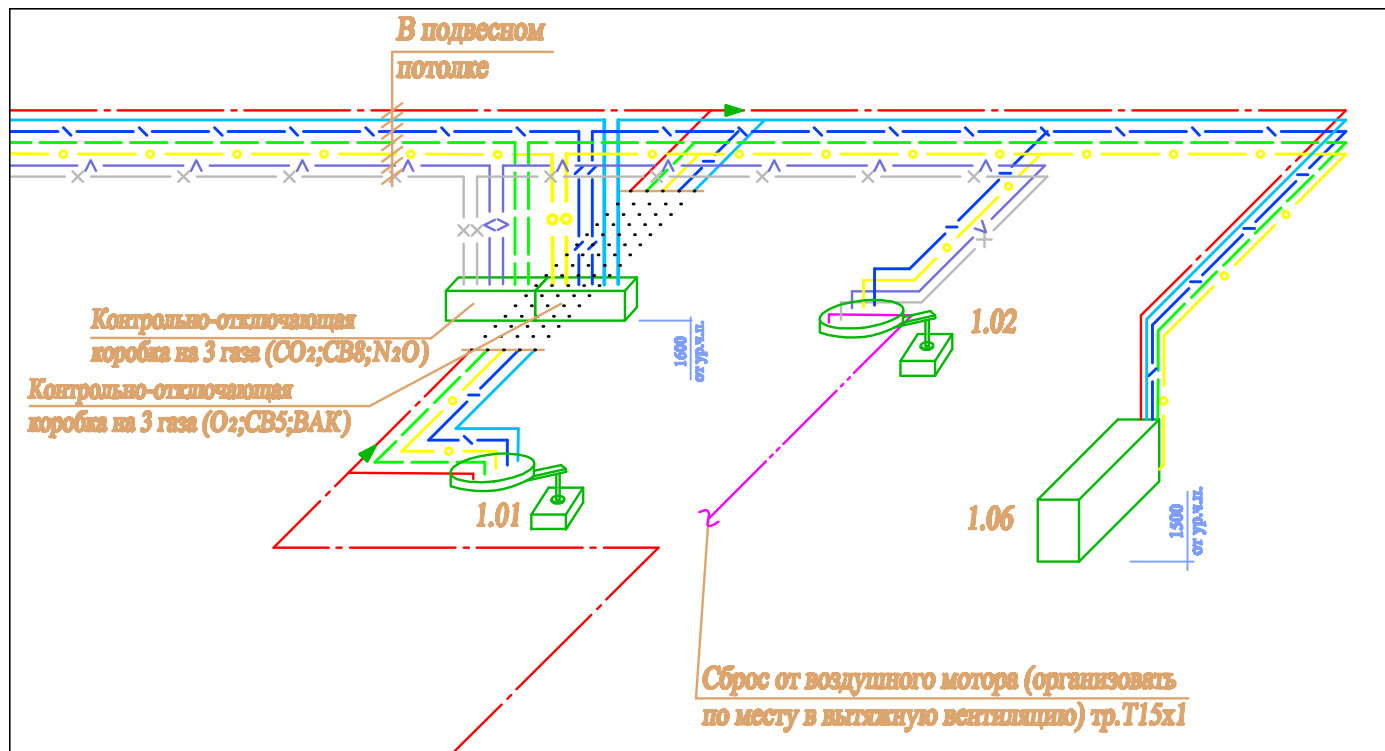 В подвесном
потолке
Контрольно-отключающая
коробка на 3 газа (CO₂;СВ8;N₂O)
Контрольно-отключающая
коробка на 3 газа (O₂;СВ5;ВАК)
1600
от ур.ч.п.
1.02
1.01
1.06
1500
от ур.ч.п.
Сброс от воздушного мотора (организовать
по месту в вытяжную вентиляцию) тр.Т15х1